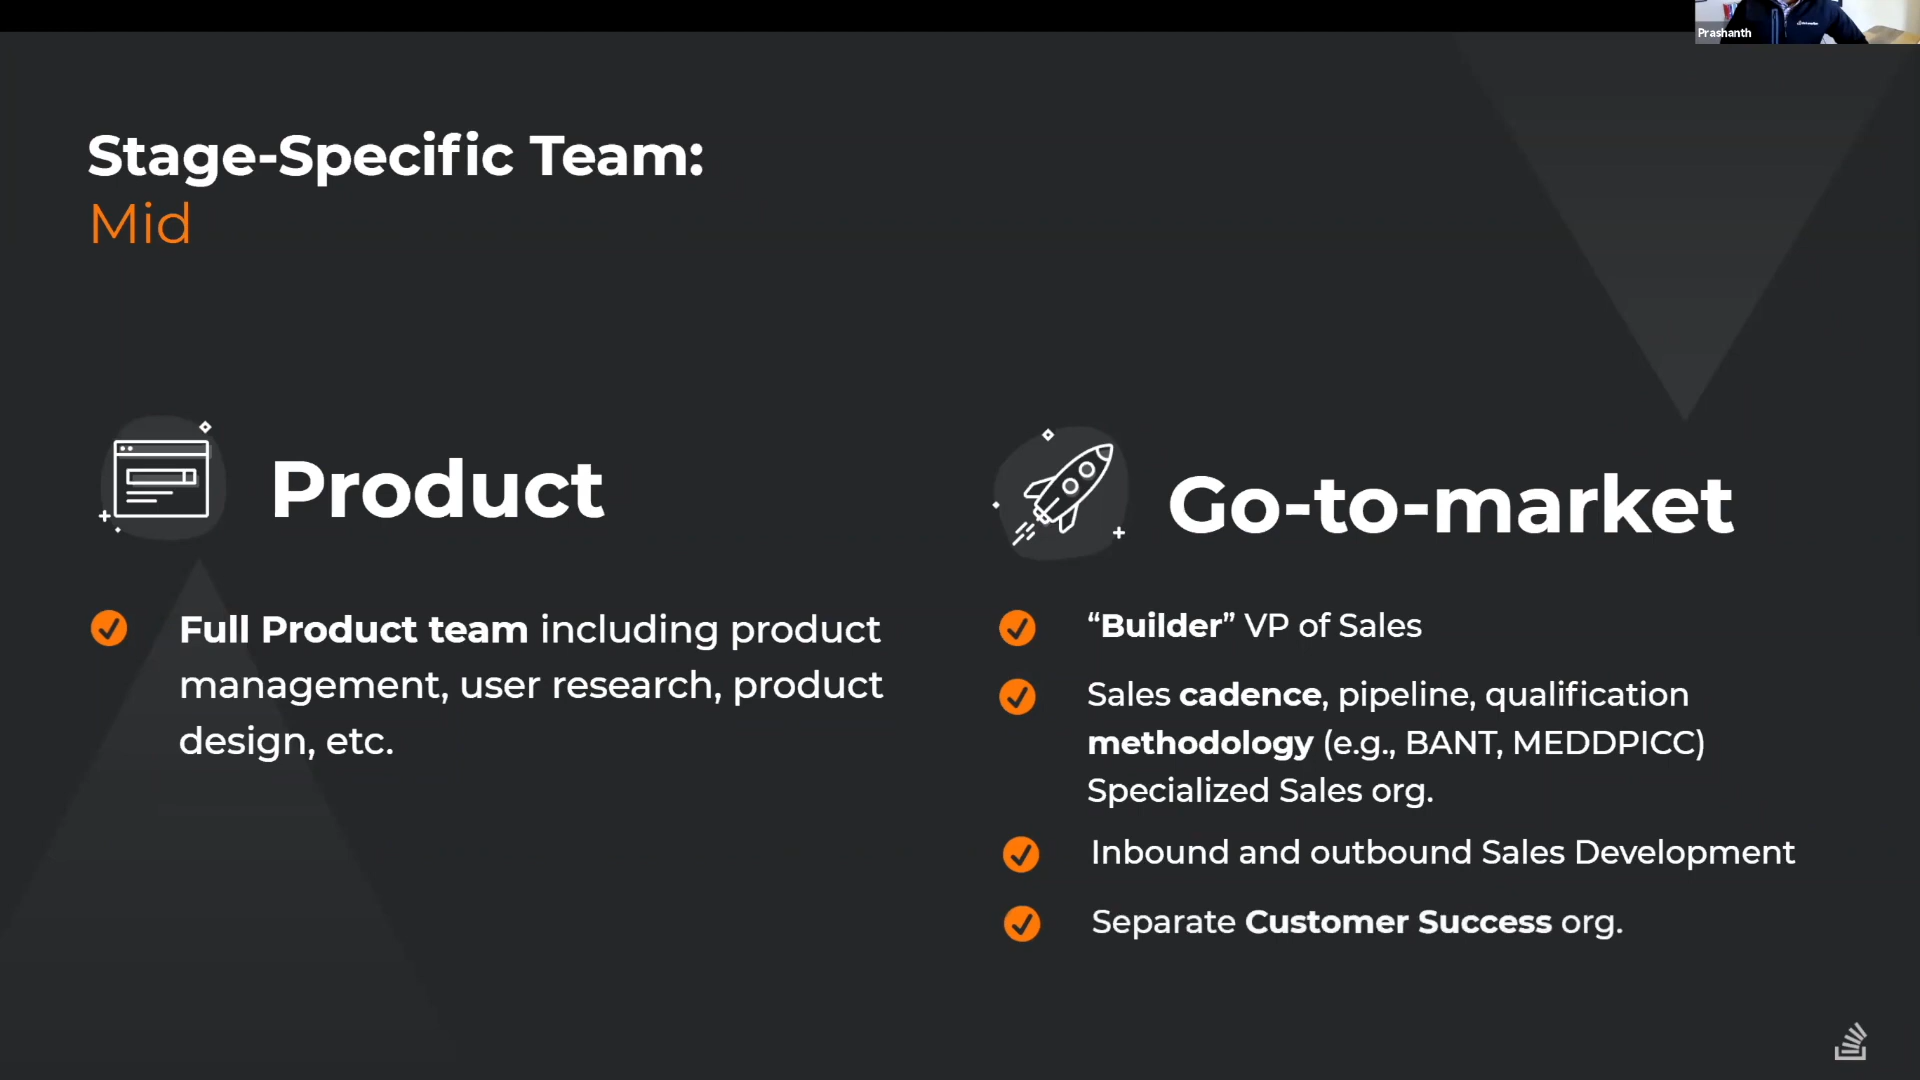 Prashanth
Stage-Specific Team:
Mid
Product
Full Product team including product
management, user research, product
design, etc.
Go-to-market
“Builder” VP of Sales
Sales cadence, pipeline, qualification
methodology (e.g., BANT, MEDDPICC)
Specialized Sales org.
Inbound and outbound Sales Development
Separate Customer Success org.